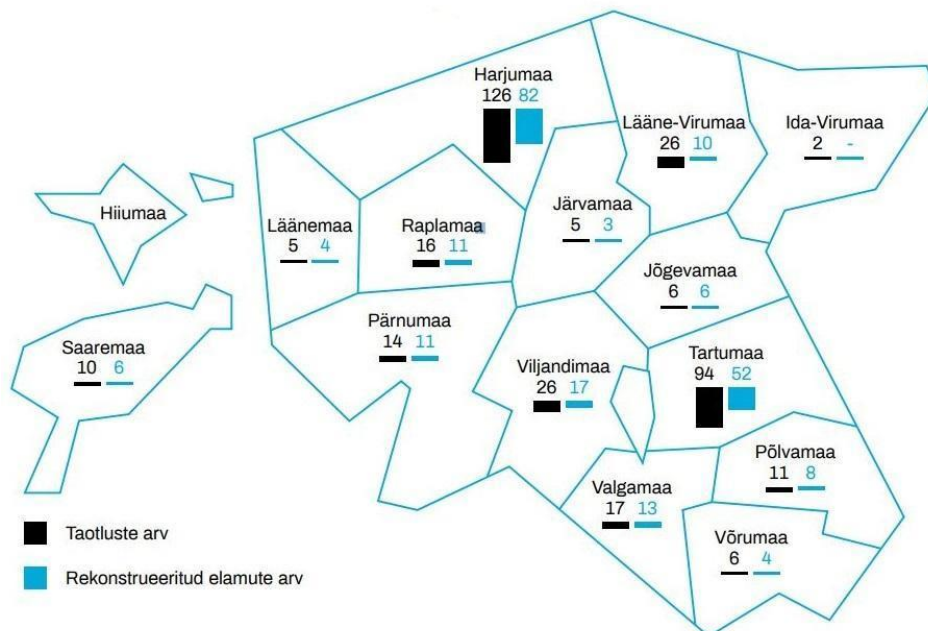 Harjumaa
126 82
Lääne-Virumaa
26 10
Ida-Virumaa
2 -
Hiiumaa
Läänemaa
5 4
Raplamaa
16 11
Järvamaa
5 3
Jõgevamaa
6 6
Pärnumaa
14 11
Saaremaa
10 6
Viljandimaa
26 17
Tartumaa
94 52
Põlvamaa
11 8
Valgamaa
17 13
Võrumaa
6 4
Taotluste arv
Rekonstrueeritud elamute arv